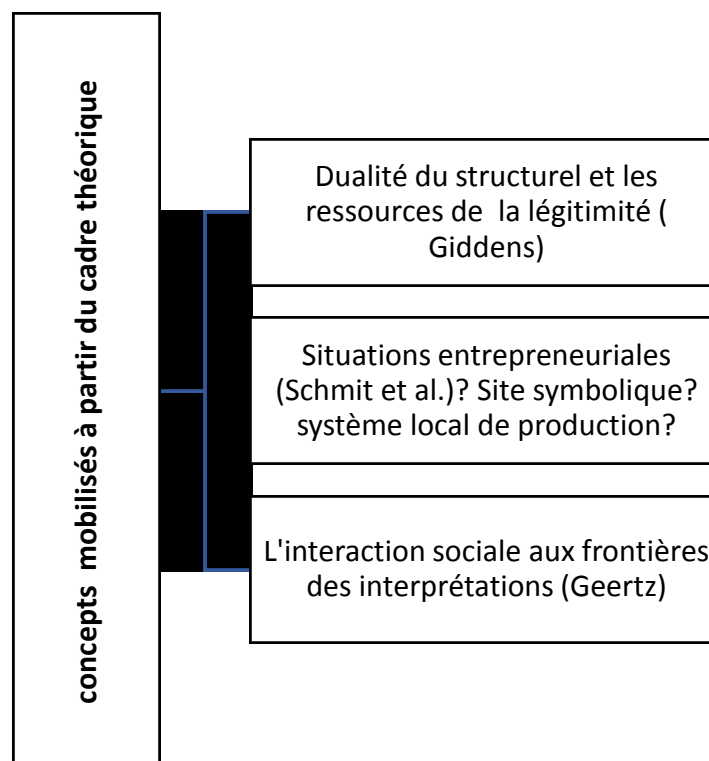 concepts mobilisés à partir du cadre théorique
Dualité du structurel et les
ressources de la légitimité (
Giddens)
Situations entrepreneuriales
(Schmit et al.)? Site symbolique?
système local de production?
L'interaction sociale aux frontières
des interprétations (Geertz)